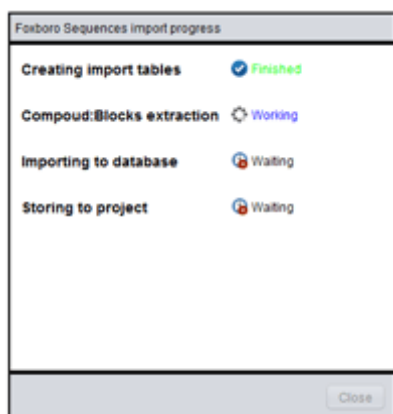 Foxboro Sequences import progress
Creating import tables Finished
Compoud:Blocks extraction Working
Importing to database Waiting
Storing to project Waiting
Close